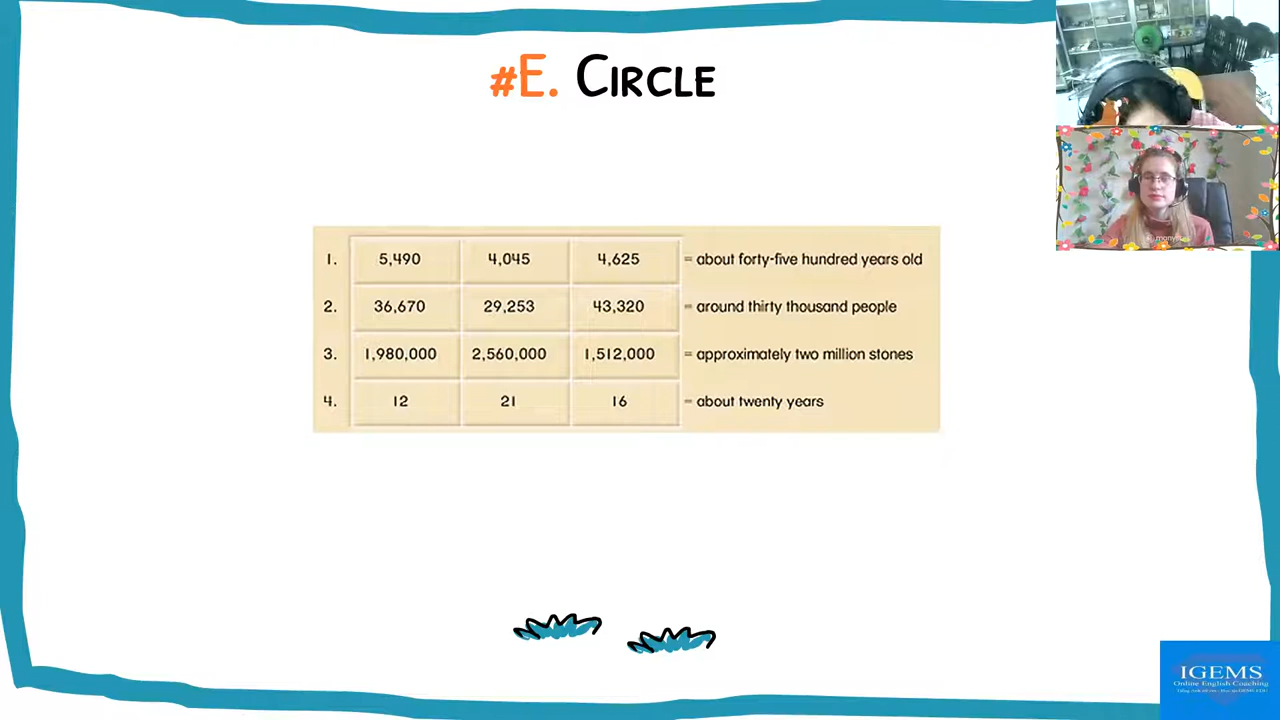 #E. CIRCLE
1. 5,490 4,045 4,625 = about forty-five hundred years old
2. 36,670 29,253 43,320 = around thirty thousand people
3. 1,980,000 2,560,000 1,512,000 = approximately two million stones
4. 12 21 16 = about twenty years
IGEMS
Online English Coaching